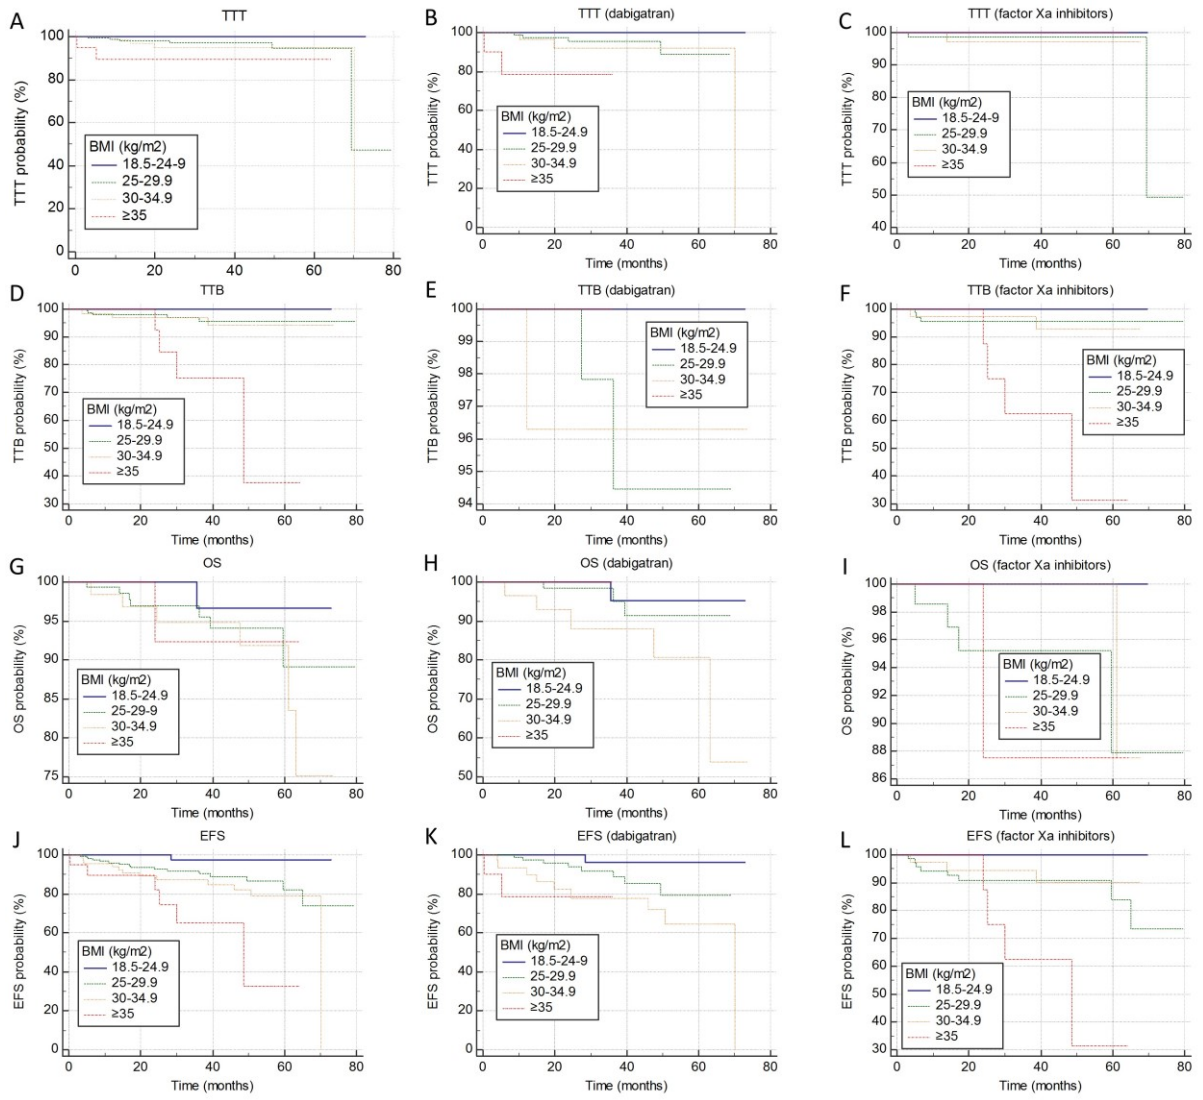 A
TTT
TTT probability (%)
100
80
60
40
20
0
BMI (kg/m2)
18.5-24-9
25-29.9
30-34.9
≥35
0 20 40 60 80
B
TTT (dabigatran)
TTT probability (%)
100
80
60
40
20
0
BMI (kg/m2)
18.5-24.9
25-29.9
30-34.9
≥35
0 20 40 60 80
Time (months)
C
TTT (factor Xa inhibitors)
TTT probability (%)
100
90
80
70
60
50
40
BMI (kg/m2)
18.5-24.9
25-29.9
30-34.9
≥35
0 20 40 60 80
Time (months)
D
TTB
TTB probability (%)
100
90
80
70
60
50
40
30
BMI (kg/m2)
18.5-24.9
25-29.9
30-34.9
≥35
0 20 40 60 80
Time (months)
E
TTB (dabigatran)
TTB probability (%)
100
99
98
97
96
95
94
BMI (kg/m2)
18.5-24.9
25-29.9
30-34.9
≥35
0 20 40 60 80
Time (months)
F
TTB (factor Xa inhibitors)
TTB probability (%)
100
90
80
70
60
50
40
30
BMI (kg/m2)
18.5-24.9
25-29.9
30-34.9
≥35
0 20 40 60 80
Time (months)
G
OS
OS probability (%)
100
95
90
85
80
75
BMI (kg/m2)
18.5-24.9
25-29-9
30-34.9
≥35
0 20 40 60 80
Time (months)
H
OS (dabigatran)
OS probability (%)
100
90
80
70
60
50
BMI (kg/m2)
18.5-24.9
25-29.9
30-34.9
≥35
0 20 40 60 80
Time (months)
I
OS (factor Xa inhibitors)
OS probability (%)
100
98
96
94
92
90
88
86
BMI (kg/m2)
18.5-24.9
25-29.9
30-34.9
≥35
0 20 40 60 80
Time (months)
J
EFS
EFS probability (%)
100
80
60
40
20
0
BMI (kg/m2)
18.5-24.9
25-29.9
30-34.9
≥35
0 20 40 60 80
Time (months)
K
EFS (dabigatran)
EFS probability (%)
100
80
60
40
20
0
BMI (kg/m2)
18.5-24-9
25-29.9
30-34.9
≥35
0 20 40 60 80
Time (months)
L
EFS (factor Xa inhibitors)
EFS probability (%)
100
90
80
70
60
50
40
30
BMI (kg/m2)
18.5-24.9
25-29.9
30-34.9
≥35
0 20 40 60 80
Time (months)